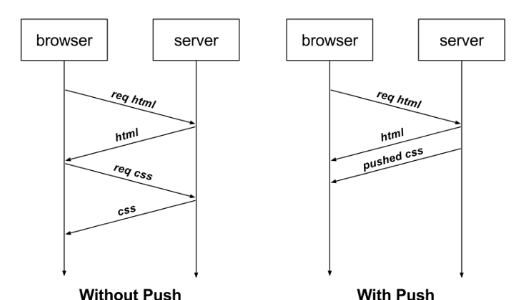 browser
server
req html
html
req css
css
Without Push
browser
server
req html
html
pushed css
With Push